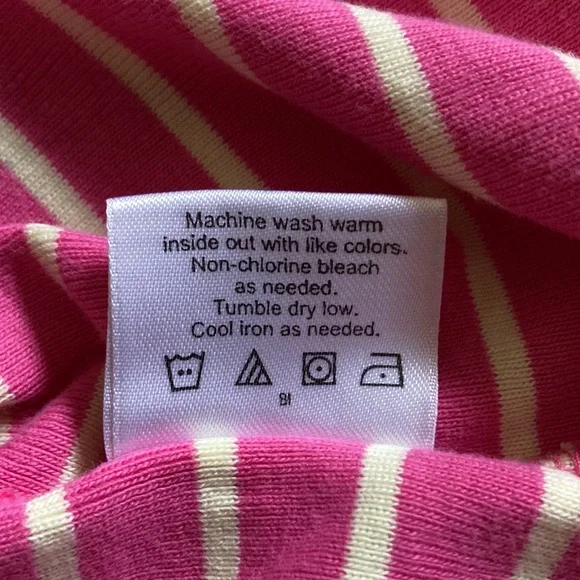 Machine wash warm
inside out with like colors.
Non-chlorine bleach
as needed.
Tumble dry low.
Cool iron as needed.